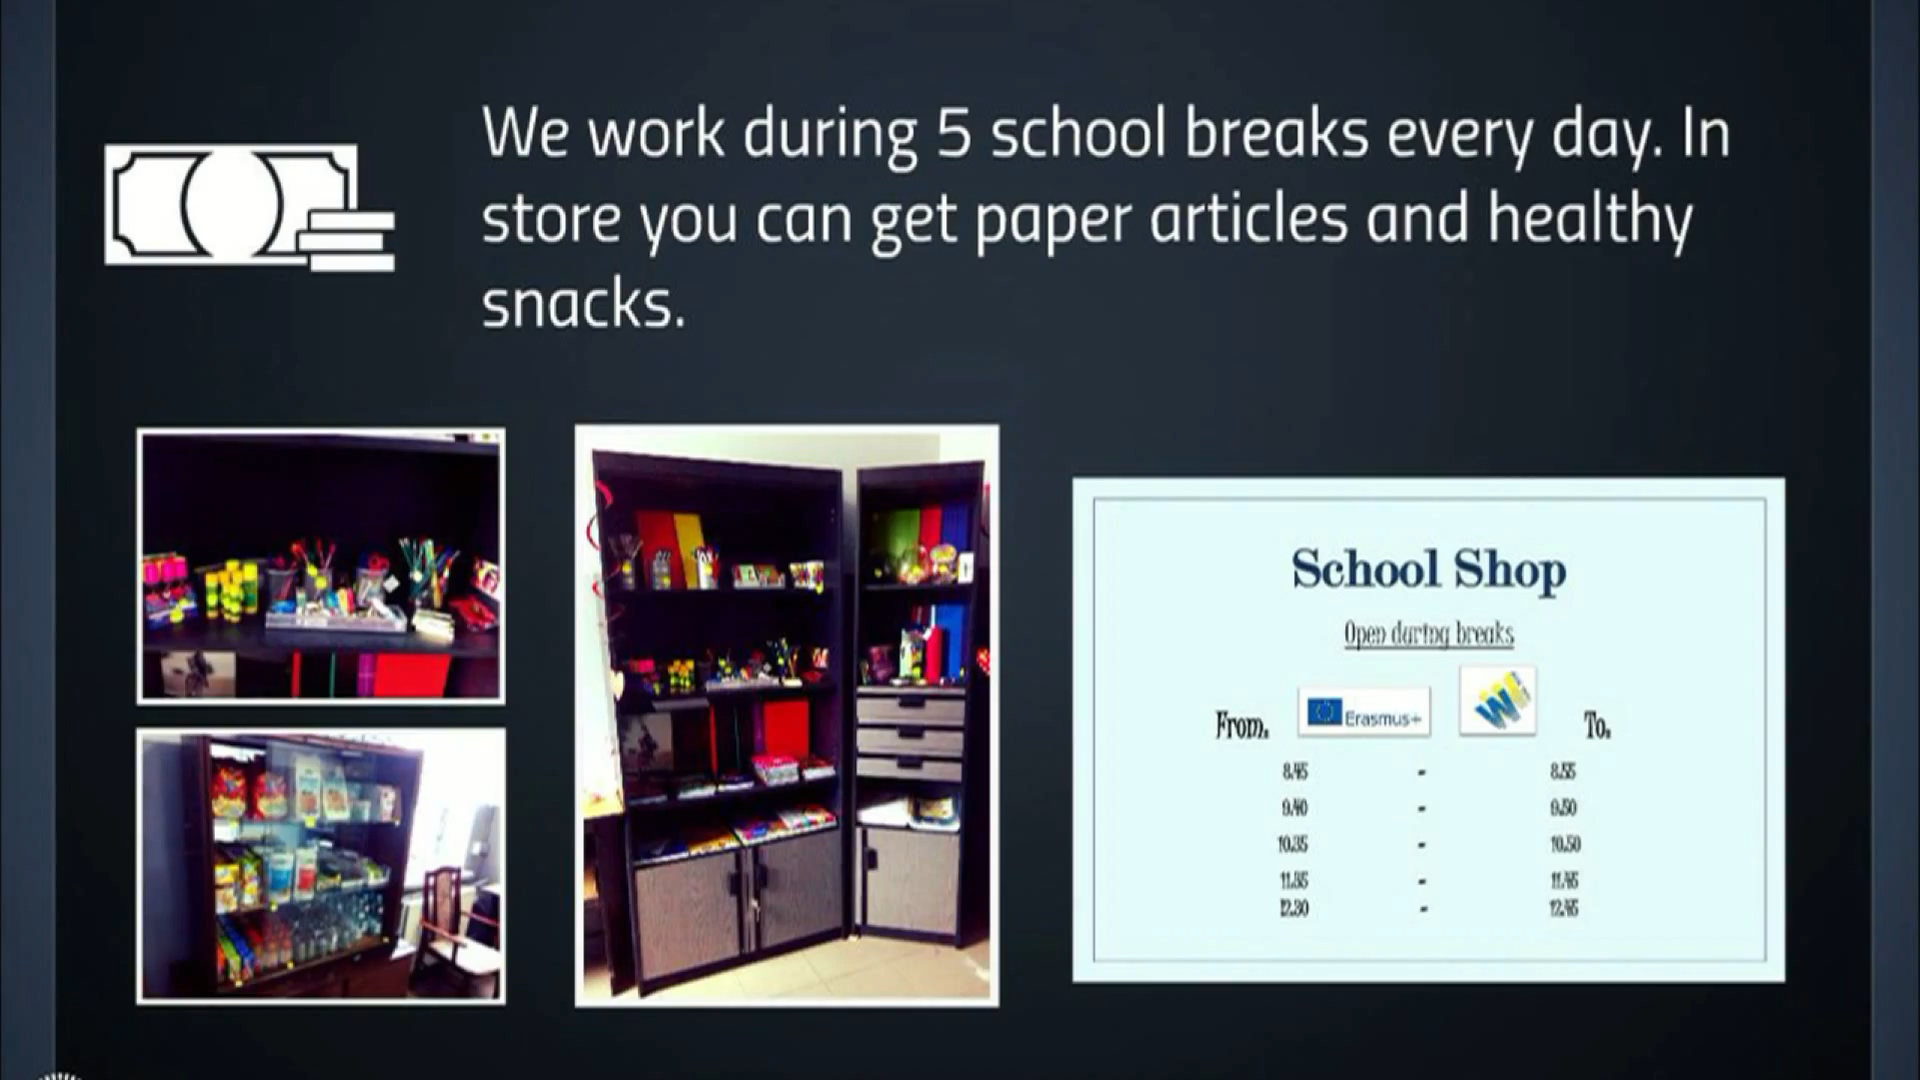 We work during 5 school breaks every day. In
store you can get paper articles and healthy
snacks.
School Shop
Open during breaks
Erasmus+
From. To.
8.45 - 8.55
9.40 - 9.50
10.35 - 10.50
11.35 - 11.45
12.30 - 12.45